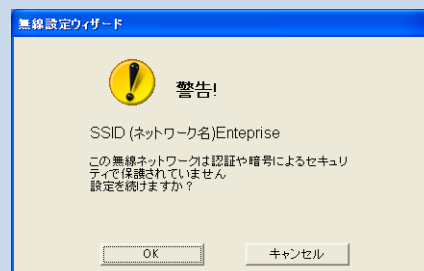 無線設定ウィザード
警告!
SSID (ネットワーク名)Enteprise
この無線ネットワークは認証や暗号によるセキュリ
ティで保護されていません
設定を続けますか？
OK
キャンセル